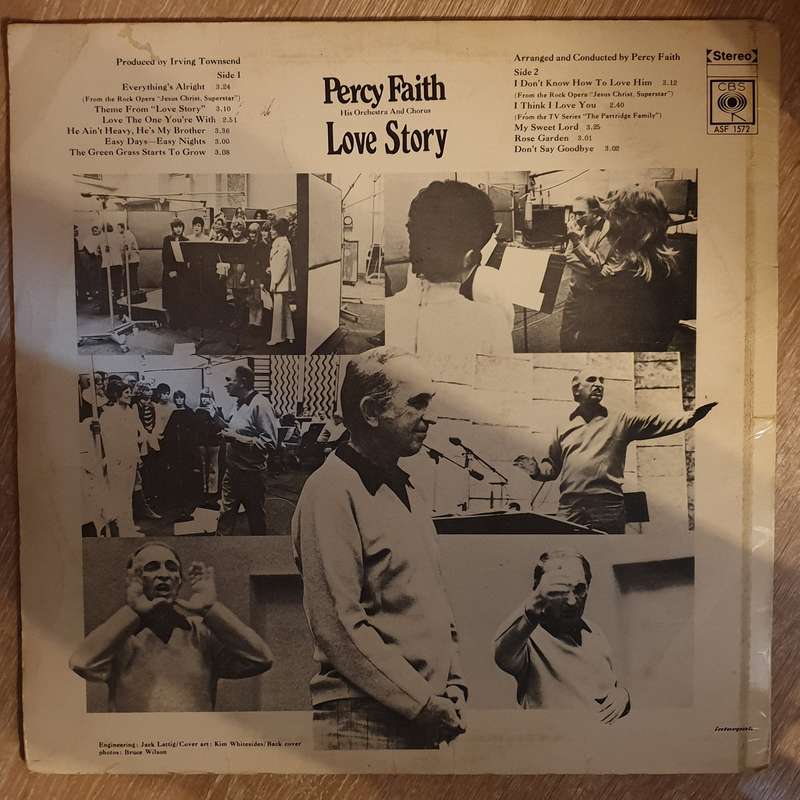 Produced by Irving Townsend
Side 1
Everything's Alright 3.24
(From the Rock Opera "Jesus Christ, Superstar")
Theme From "Love Story" 3.10
Love The One You're With 2.51
He Ain't Heavy, He's My Brother 3.36
Easy Days—Easy Nights 3.00
The Green Grass Starts To Grow 3.08
Percy Faith
His Orchestra And Chorus
Love Story
Arranged and Conducted by Percy Faith
Side 2
I Don't Know How To Love Him 3.12
(From the Rock Opera "Jesus Christ, Superstar")
I Think I Love You 2.40
(From the TV Series "The Partridge Family")
My Sweet Lord 3.25
Rose Garden 3.01
Don't Say Goodbye 3.02
Stereo
CBS
ASF 1572
Engineering: Jack Lattig/Cover art: Kim Whitesides/Back cover
photos: Bruce Wilson
interpak